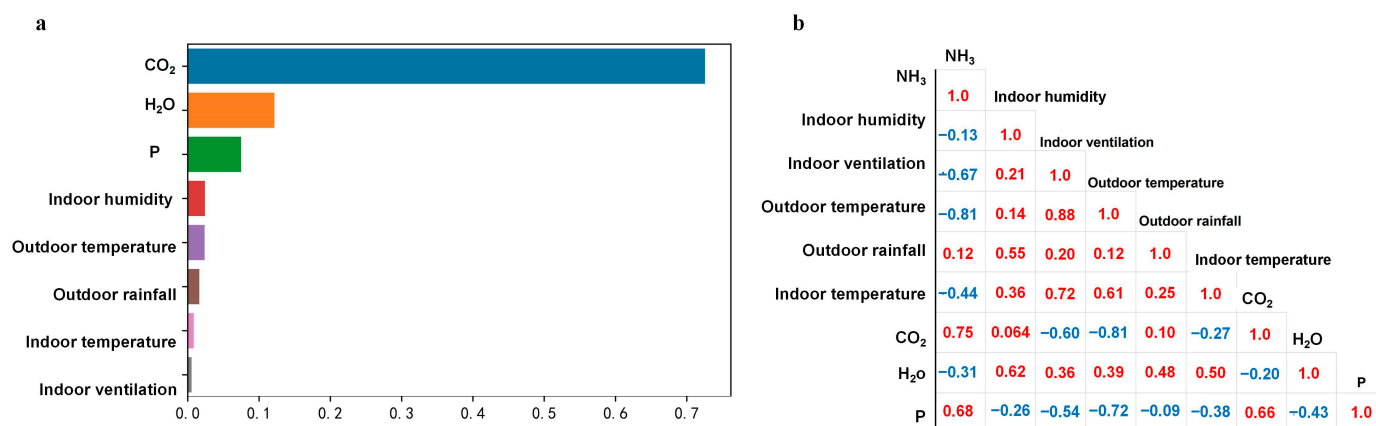 a
CO₂
H₂O
P
Indoor humidity
Outdoor temperature
Outdoor rainfall
Indoor temperature
Indoor ventilation
0. 0 0. 1 0. 2 0. 3 0. 4 0. 5 0. 6 0. 7
b
NH₃
NH₃ 1.0 Indoor humidity
Indoor humidity −0.13 1.0 Indoor ventilation
Indoor ventilation −0.67 0.21 1.0 Outdoor temperature
Outdoor temperature −0.81 0.14 0.88 1.0 Outdoor rainfall
Outdoor rainfall 0.12 0.55 0.20 0.12 1.0 Indoor temperature
Indoor temperature −0.44 0.36 0.72 0.61 0.25 1.0 CO₂
CO₂ 0.75 0.064 −0.60 −0.81 0.10 −0.27 1.0 H₂O
H₂o −0.31 0.62 0.36 0.39 0.48 0.50 −0.20 1.0 P
P 0.68 −0.26 −0.54 −0.72 −0.09 −0.38 0.66 −0.43 1.0